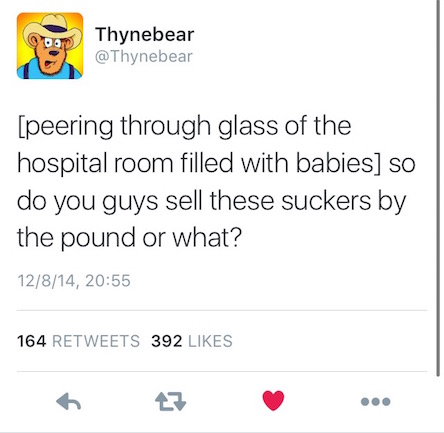 Thynebear
@Thynebear
[peering through glass of the
hospital room filled with babies] so
do you guys sell these suckers by
the pound or what?
12/8/14, 20:55
164 RETWEETS 392 LIKES